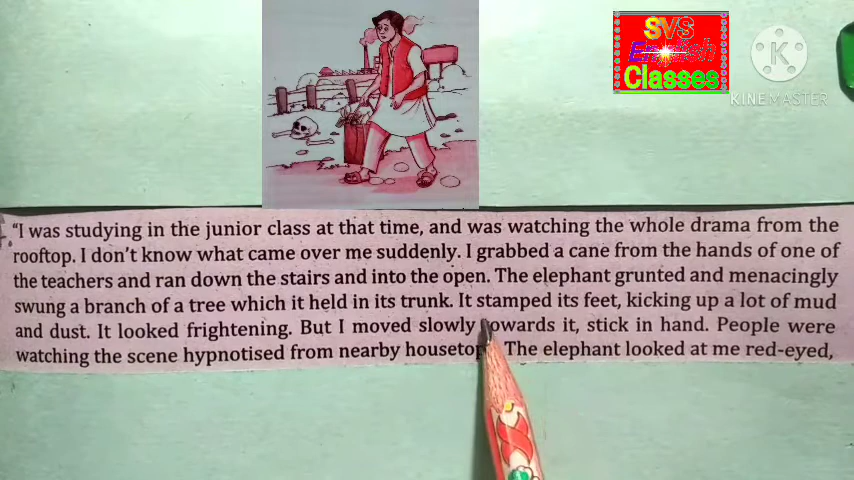 SVS
English
Classes
K
KINEMASTER
"I was studying in the junior class at that time, and was watching the whole drama from the
rooftop. I don't know what came over me suddenly. I grabbed a cane from the hands of one of
the teachers and ran down the stairs and into the open. The elephant grunted and menacingly
swung a branch of a tree which it held in its trunk. It stamped its feet, kicking up a lot of mud
and dust. It looked frightening. But I moved slowly towards it, stick in hand. People were
watching the scene hypnotised from nearby housetops. The elephant looked at me red-eyed,